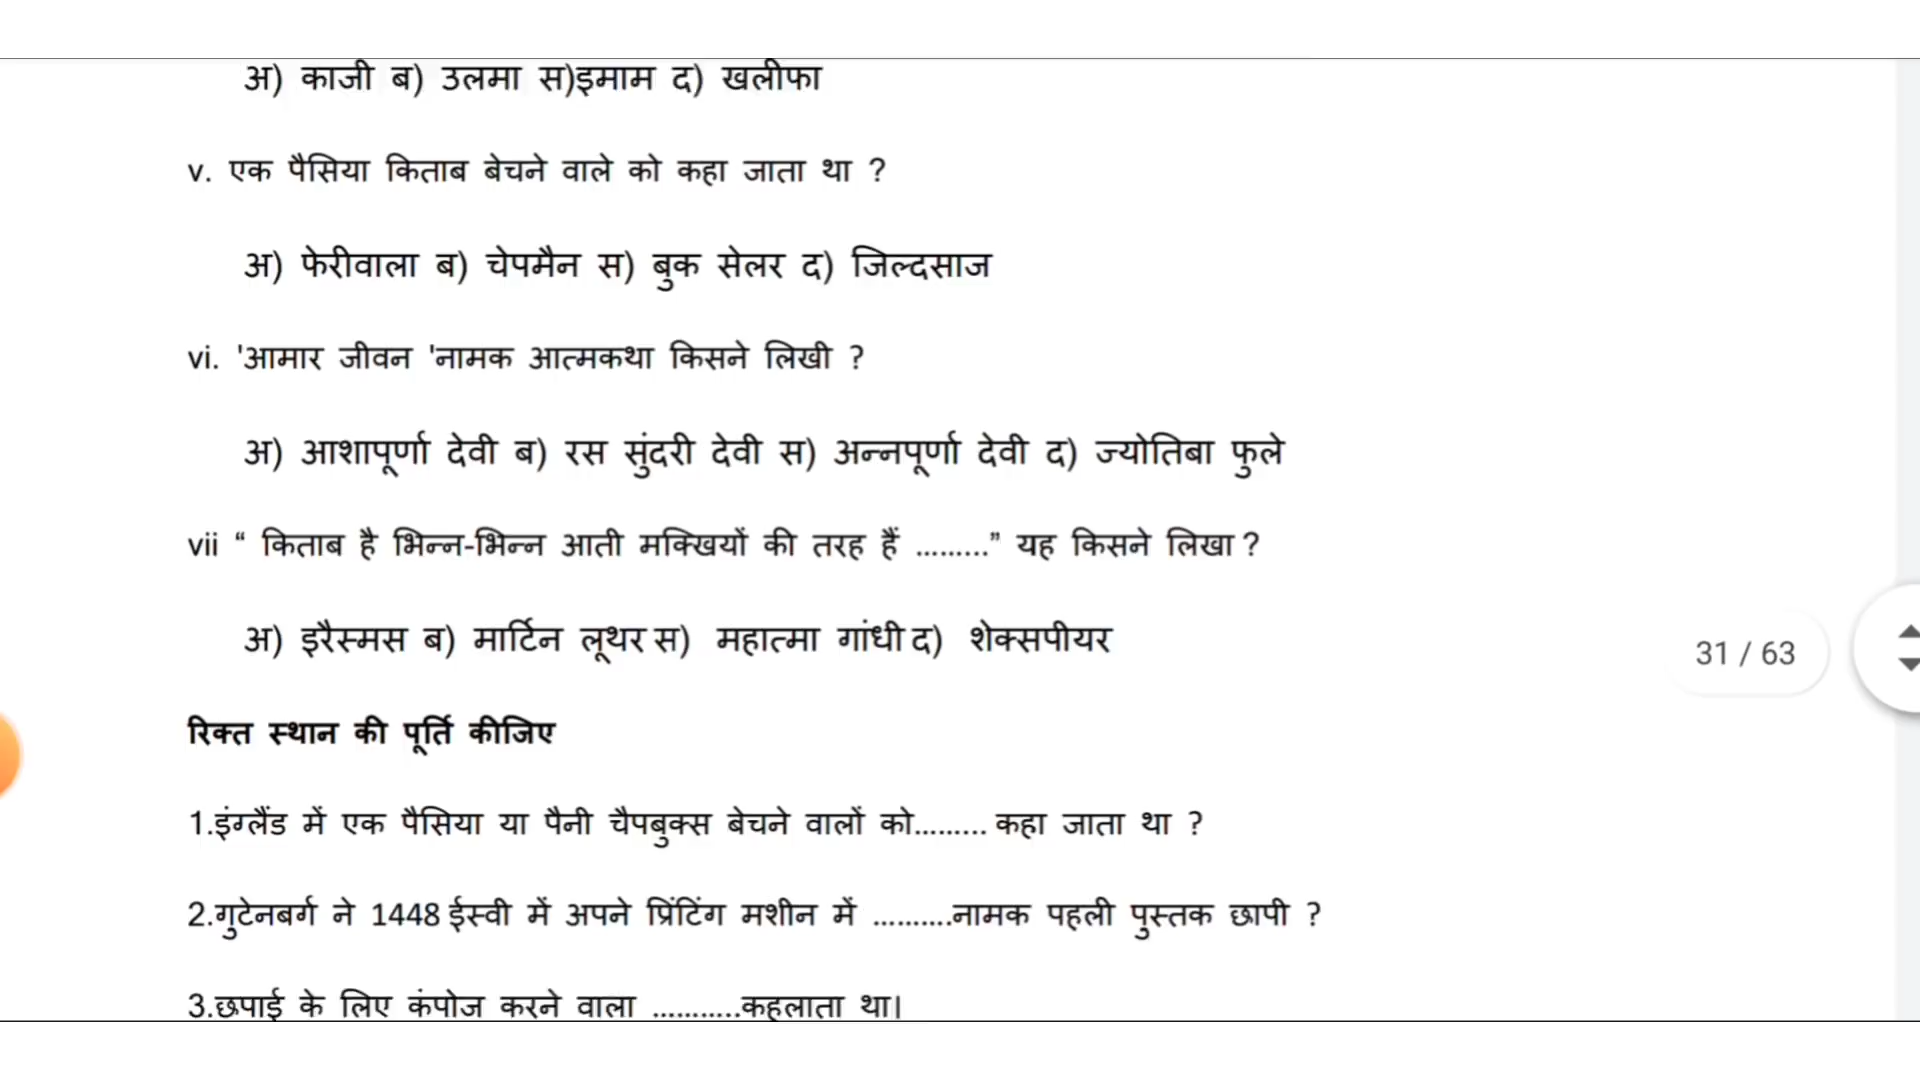 अ) काजी ब) उलमा स)इमाम द) खलीफा
v. एक पैसिया किताब बेचने वाले को कहा जाता था ?
अ) फेरीवाला ब) चेपमैन स) बुक सेलर द) जिल्दसाज
vi. 'आमार जीवन 'नामक आत्मकथा किसने लिखी ?
अ) आशापूर्णा देवी ब) रस सुंदरी देवी स) अन्नपूर्णा देवी द) ज्योतिबा फुले
vii “ किताब है भिन्न-भिन्न आती मक्खियों की तरह हैं .........” यह किसने लिखा ?
अ) इरैस्मस ब) मार्टिन लूथर स) महात्मा गांधी द) शेक्सपीयर
31 / 63
रिक्त स्थान की पूर्ति कीजिए
1.इंग्लैंड में एक पैसिया या पैनी चैपबुक्स बेचने वालों को......... कहा जाता था ?
2.गुटेनबर्ग ने 1448 ईस्वी में अपने प्रिंटिंग मशीन में ..........नामक पहली पुस्तक छापी ?
3.छपाई के लिए कंपोज करने वाला ...........कहलाता था।